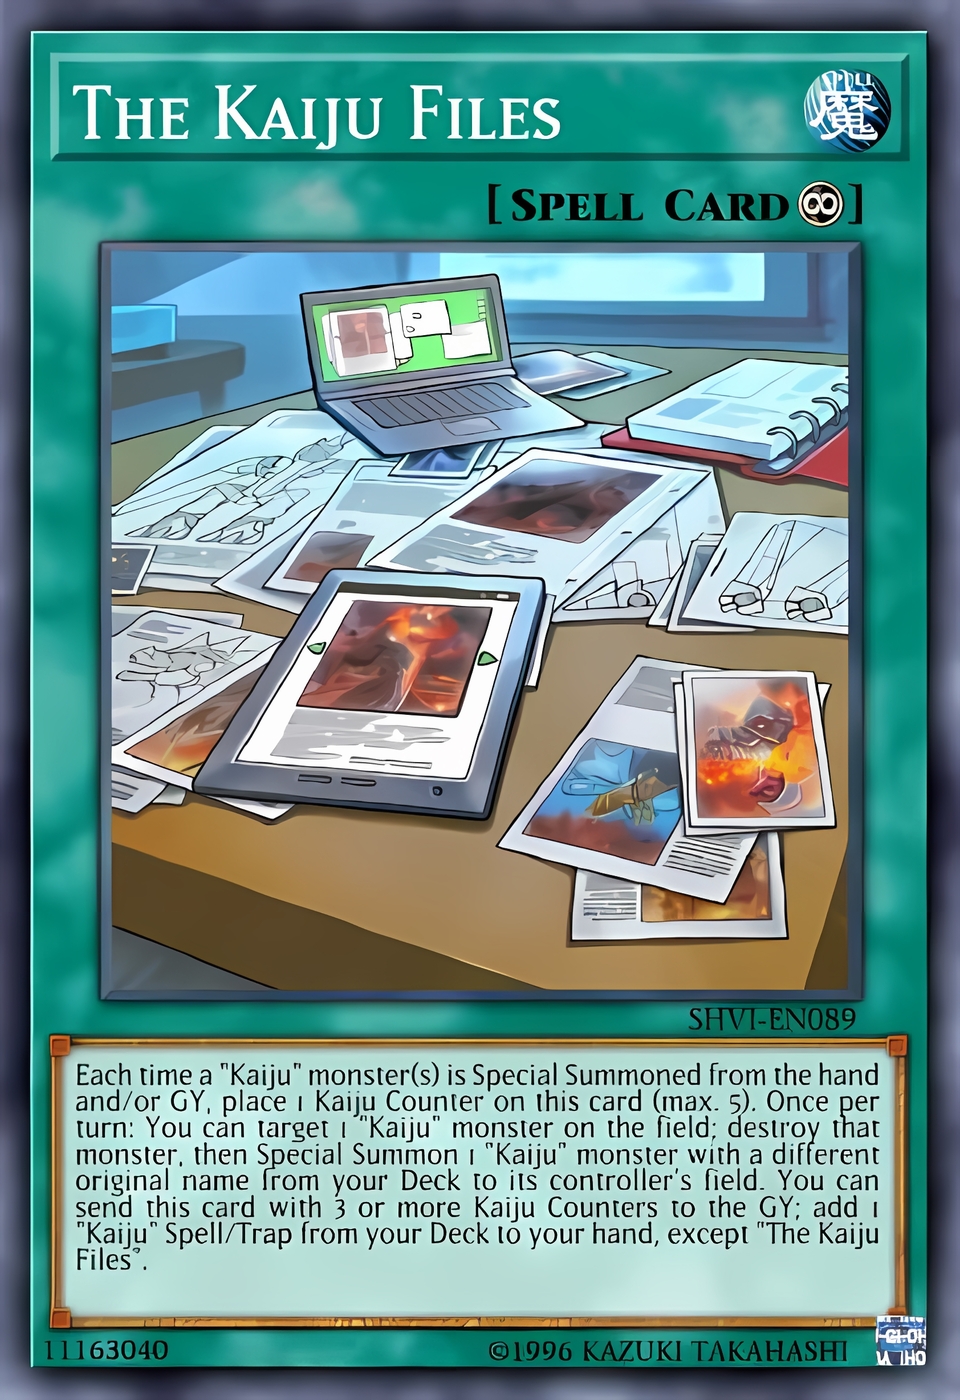 The Kaiju Files
魔
[Spell Card]
SHVI-EN089
Each time a "Kaiju" monster(s) is Special Summoned from the hand
and/or GY, place 1 Kaiju Counter on this card (max. 5). Once per
turn: You can target 1 "Kaiju" monster on the field; destroy that
monster, then Special Summon 1 "Kaiju" monster with a different
original name from your Deck to its controller's field. You can
send this card with 3 or more Kaiju Counters to the GY; add 1
"Kaiju" Spell/Trap from your Deck to your hand, except "The Kaiju
Files".
11163040
©1996 KAZUKI TAKAHASHI